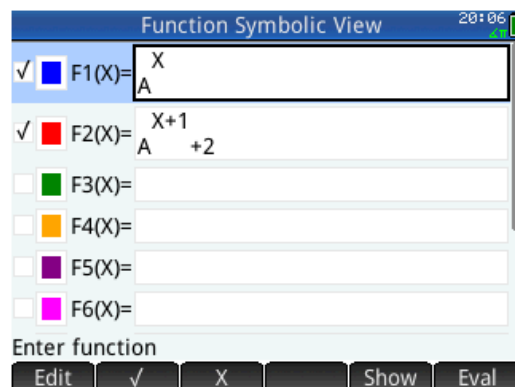 Function Symbolic View
20:06
∠π
√ F1(X)= A^X
√ F2(X)= A^X+1 +2
F3(X)=
F4(X)=
F5(X)=
F6(X)=
Enter function
Edit √ X Show Eval